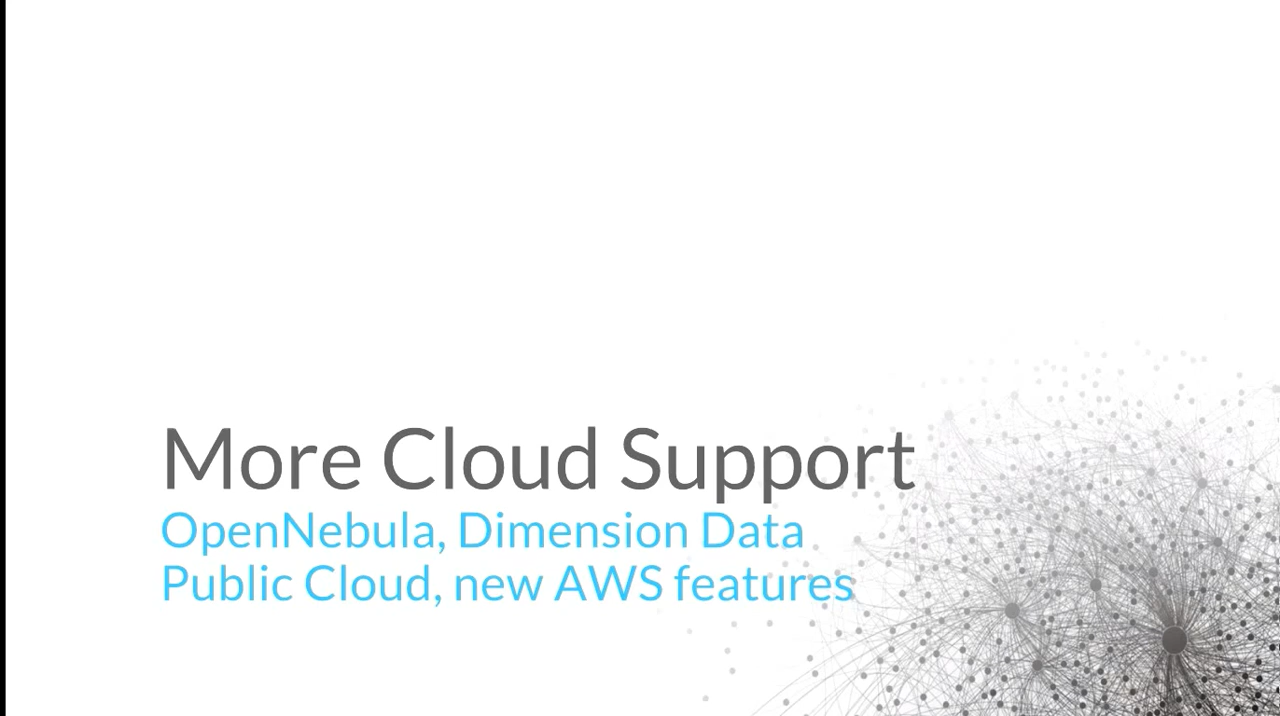 More Cloud Support
OpenNebula, Dimension Data
Public Cloud, new AWS features